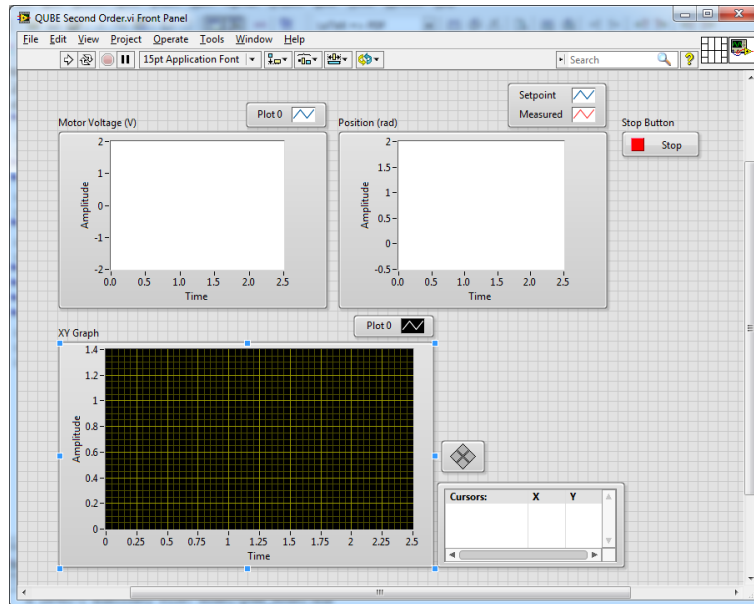 QUBE Second Order.vi Front Panel
File Edit View Project Operate Tools Window Help
15pt Application Font
Search
?
Setpoint
Measured
Plot 0
Motor Voltage (V)
Position (rad)
Stop Button
Stop
2
1
0
-1
-2
Amplitude
0.0 0.5 1.0 1.5 2.0 2.5
Time
2
1.5
1
0.5
0
-0.5
Amplitude
0.0 0.5 1.0 1.5 2.0 2.5
Time
Plot 0
XY Graph
1.4
1.2
1
0.8
0.6
0.4
0.2
0
Amplitude
0 0.25 0.5 0.75 1 1.25 1.5 1.75 2 2.25 2.5
Time
Cursors: X Y